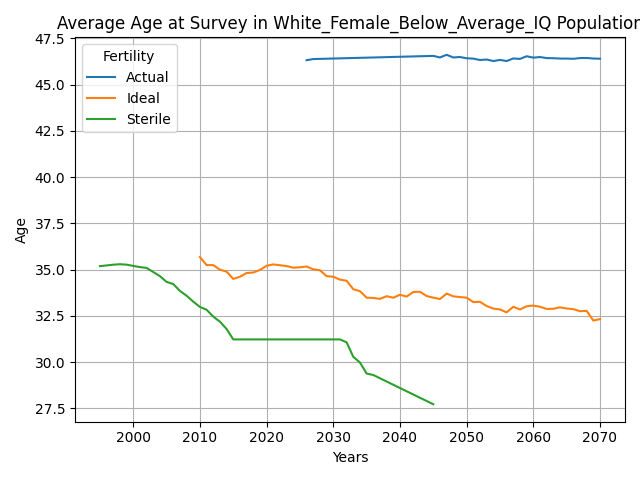 Average Age at Survey in White_Female_Below_Average_IQ Population
47.5
45.0
42.5
40.0
37.5
35.0
32.5
30.0
27.5
Age
Fertility
Actual
Ideal
Sterile
2000
2010
2020
2030
2040
2050
2060
2070
Years